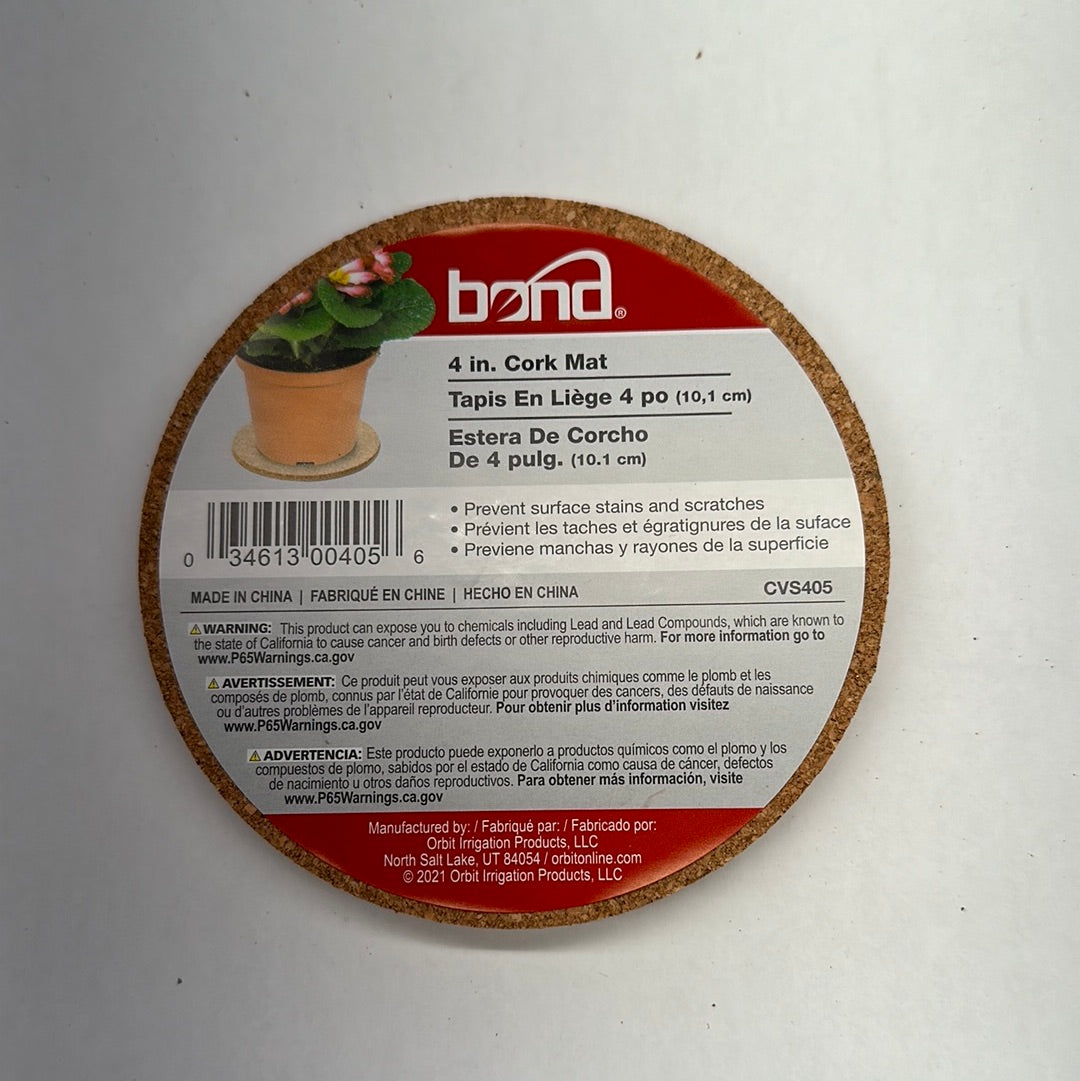 bond®
4 in. Cork Mat
Tapis En Liège 4 po (10,1 cm)
Estera De Corcho
De 4 pulg. (10.1 cm)
• Prevent surface stains and scratches
• Prévient les taches et égratignures de la suface
• Previene manchas y rayones de la superficie
0 34613 00405 6
MADE IN CHINA | FABRIQUÉ EN CHINE | HECHO EN CHINA
CVS405
⚠ WARNING: This product can expose you to chemicals including Lead and Lead Compounds, which are known to
the state of California to cause cancer and birth defects or other reproductive harm. For more information go to
www.P65Warnings.ca.gov
⚠ AVERTISSEMENT: Ce produit peut vous exposer aux produits chimiques comme le plomb et les
composés de plomb, connus par l'état de Californie pour provoquer des cancers, des défauts de naissance
ou d'autres problèmes de l'appareil reproducteur. Pour obtenir plus d'information visitez
www.P65Warnings.ca.gov
⚠ ADVERTENCIA: Este producto puede exponerlo a productos químicos como el plomo y los
compuestos de plomo, sabidos por el estado de California como causa de cáncer, defectos
de nacimiento u otros daños reproductivos. Para obtener más información, visite
www.P65Warnings.ca.gov
Manufactured by: / Fabriqué par: / Fabricado por:
Orbit Irrigation Products, LLC
North Salt Lake, UT 84054 / orbitonline.com
© 2021 Orbit Irrigation Products, LLC